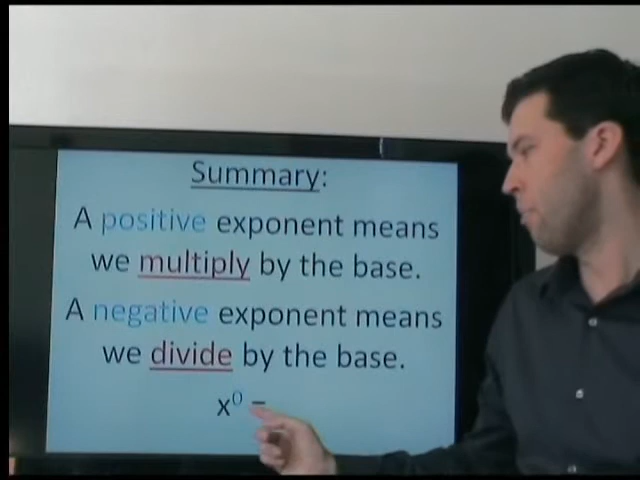 Summary:
A positive exponent means
we multiply by the base.
A negative exponent means
we divide by the base.
x⁰ =